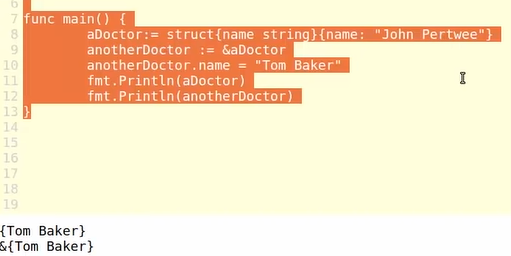 6
7 func main() {
8 aDoctor:= struct{name string}{name: "John Pertwee"}
9 anotherDoctor := &aDoctor
10 anotherDoctor.name = "Tom Baker"
11 fmt.Println(aDoctor)
12 fmt.Println(anotherDoctor)
13 }
14
15
16
17
18
19
{Tom Baker}
&{Tom Baker}